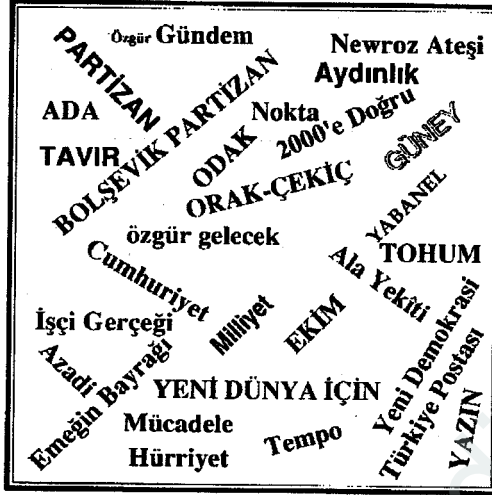 Özgür Gündem
Newroz Ateşi
PARTİZAN
Aydınlık
ADA
BOLŞEVİK PARTİZAN
Nokta
2000'e Doğru
GÜNEY
TAVIR
ODAK
ORAK-ÇEKİÇ
YABANEL
özgür gelecek
TOHUM
Cumhuriyet
Ala Yekîti
İşçi Gerçeği
Milliyet
EKİM
Azadi
Emeğin Bayrağı
Yeni Demokrasi
Türkiye Postası
YENİ DÜNYA İÇİN
YAZIN
Mücadele
Tempo
Hürriyet